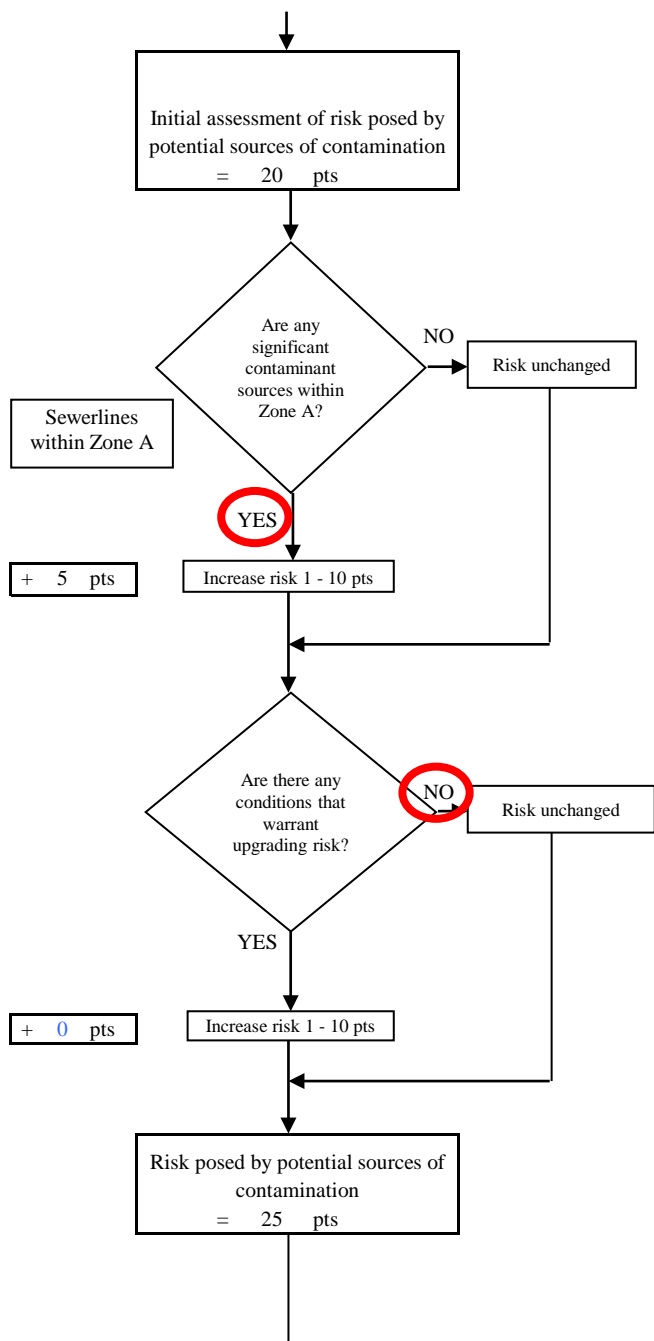 Initial assessment of risk posed by
potential sources of contamination
= 20 pts
Are any
significant
contaminant
sources within
Zone A?
NO
Risk unchanged
Sewerlines
within Zone A
YES
+ 5 pts
Increase risk 1 - 10 pts
Are there any
conditions that
warrant
upgrading risk?
NO
Risk unchanged
YES
+ 0 pts
Increase risk 1 - 10 pts
Risk posed by potential sources of
contamination
= 25 pts